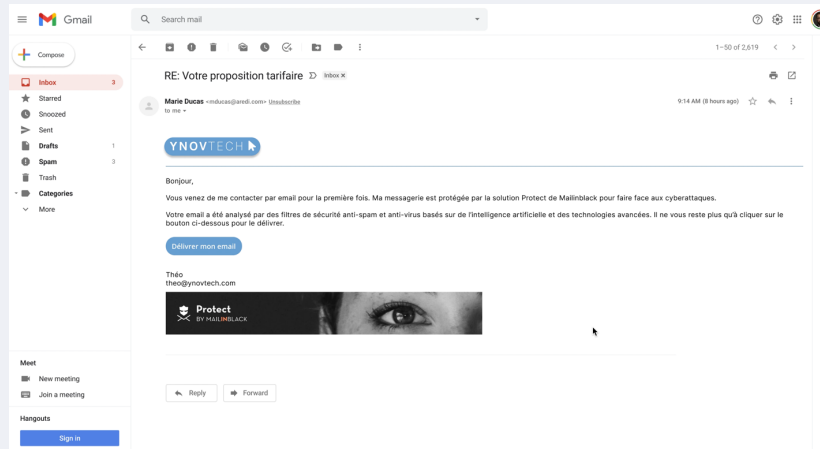 Gmail
Search mail
Compose
1–50 of 2,619
Inbox 3
Starred
Snoozed
Sent
Drafts 1
Spam 3
Trash
Categories
More
Meet
New meeting
Join a meeting
Hangouts
Sign in
RE: Votre proposition tarifaire Inbox ×
Marie Ducas <mducas@aredi.com> Unsubscribe
to me
9:14 AM (8 hours ago)
YNOVTECH
Bonjour,
Vous venez de me contacter par email pour la première fois. Ma messagerie est protégée par la solution Protect de Mailinblack pour faire face aux cyberattaques.
Votre email a été analysé par des filtres de sécurité anti-spam et anti-virus basés sur de l'intelligence artificielle et des technologies avancées. Il ne vous reste plus qu'à cliquer sur le
bouton ci-dessous pour le délivrer.
Délivrer mon email
Théo
theo@ynovtech.com
Protect
BY MAILINBLACK
Reply
Forward